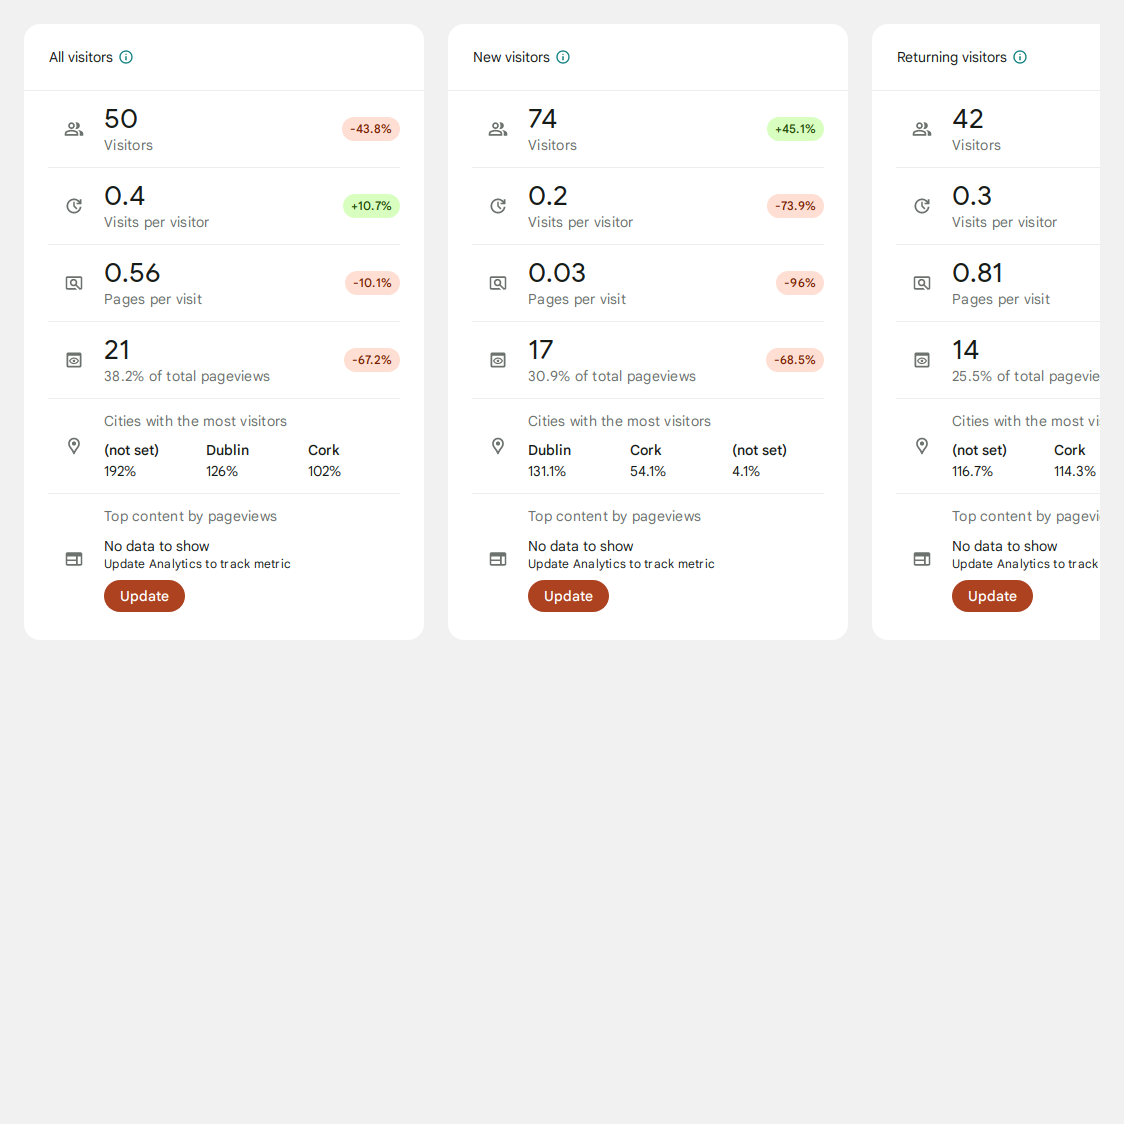 All visitors
50
Visitors
-43.8%
0.4
Visits per visitor
+10.7%
0.56
Pages per visit
-10.1%
21
38.2% of total pageviews
-67.2%
Cities with the most visitors
(not set) Dublin Cork
192% 126% 102%
Top content by pageviews
No data to show
Update Analytics to track metric
Update
New visitors
74
Visitors
+45.1%
0.2
Visits per visitor
-73.9%
0.03
Pages per visit
-96%
17
30.9% of total pageviews
-68.5%
Cities with the most visitors
Dublin Cork (not set)
131.1% 54.1% 4.1%
Top content by pageviews
No data to show
Update Analytics to track metric
Update
Returning visitors
42
Visitors
0.3
Visits per visitor
0.81
Pages per visit
14
25.5% of total
Cities with the most
(not set) Cork
116.7% 114.3%
Top content by
No data to show
Update Analytics to track
Update